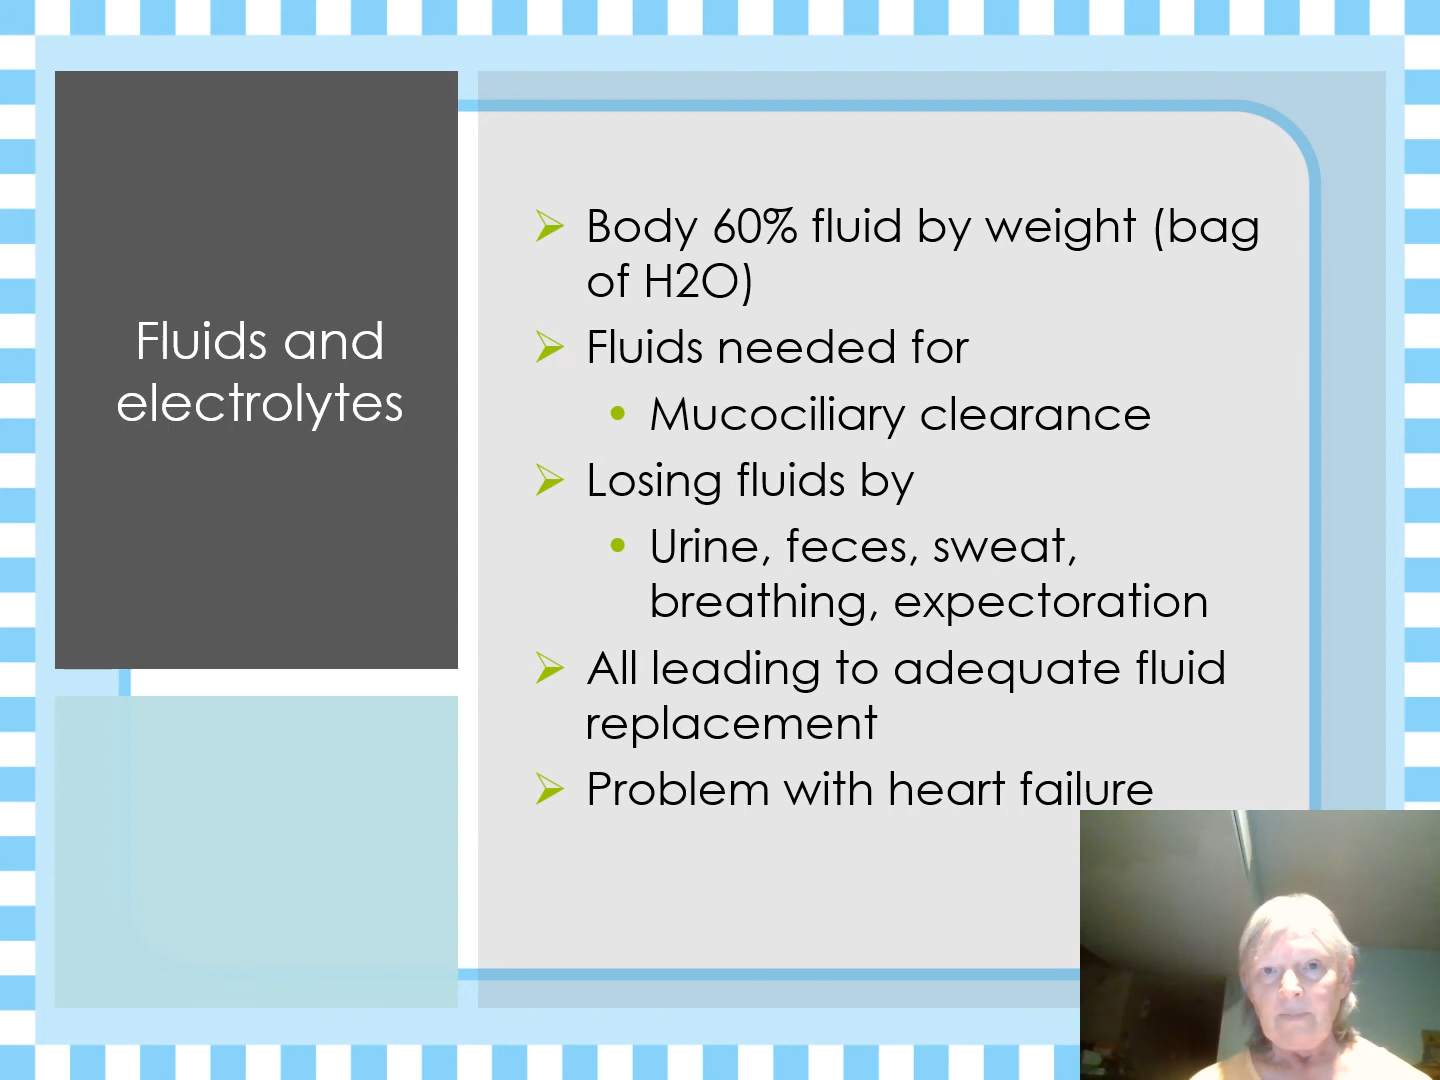 Fluids and
electrolytes
Body 60% fluid by weight (bag
of H2O)
Fluids needed for
Mucociliary clearance
Losing fluids by
Urine, feces, sweat,
breathing, expectoration
All leading to adequate fluid
replacement
Problem with heart failure